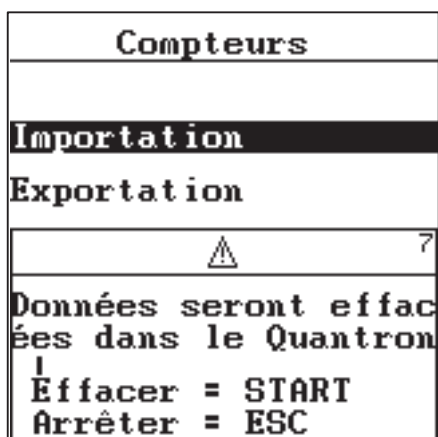 Compteurs
Importation
Exportation
7
Données seront effac
ées dans le Quantron
!
Effacer = START
Arrêter = ESC